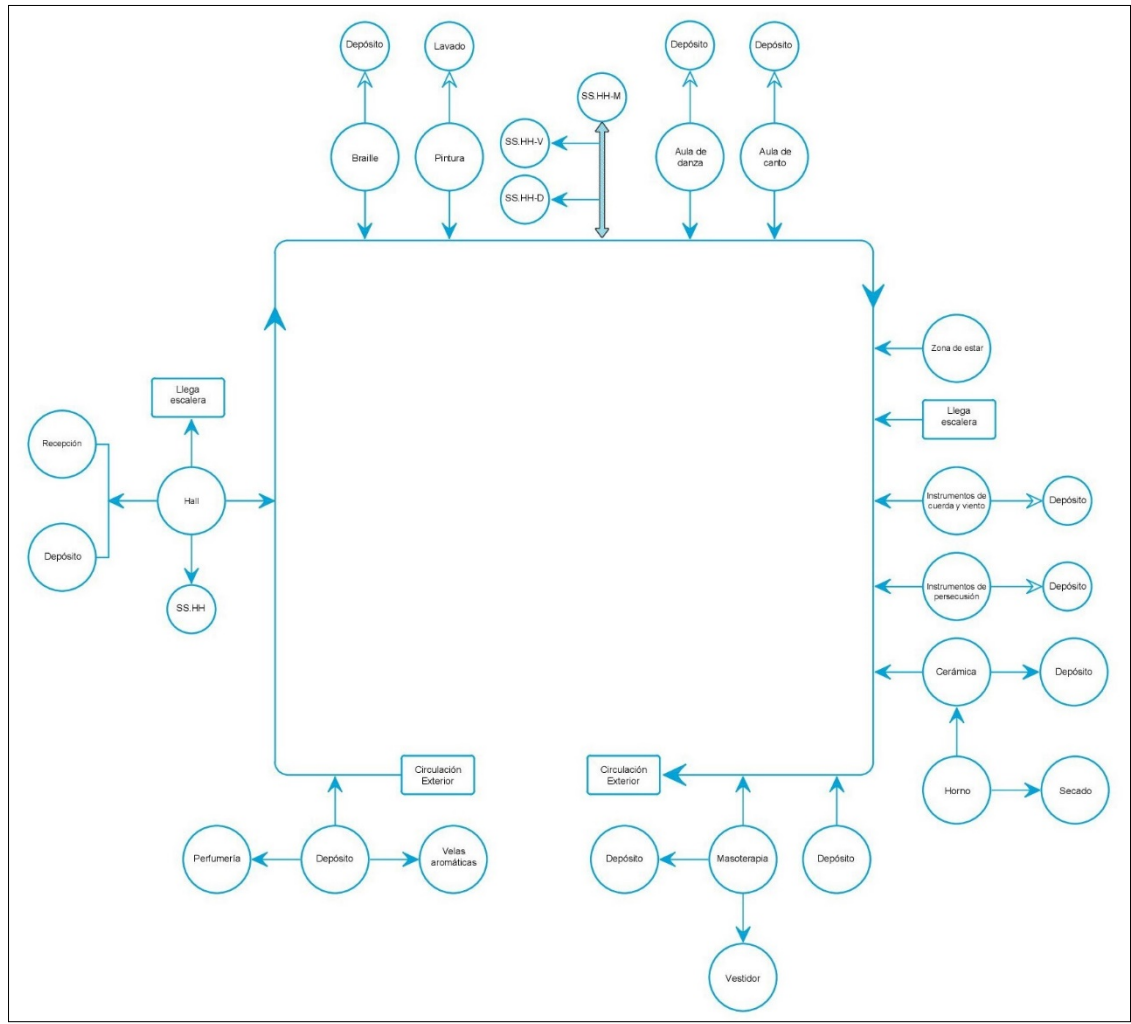 Depósito
Lavado
Depósito
Depósito
SS.HH-M
SS.HH-V
Braille
Pintura
Aula de
danza
Aula de
canto
SS.HH-D
Zona de estar
Llega
escalera
Llega
escalera
Recepción
Hall
Instrumentos de
cuerda y viento
Depósito
Depósito
Instrumentos de
persecusión
Depósito
SS.HH
Cerámica
Depósito
Circulación
Exterior
Circulación
Exterior
Horno
Secado
Perfumería
Depósito
Velas
aromáticas
Depósito
Masoterapia
Depósito
Vestidor